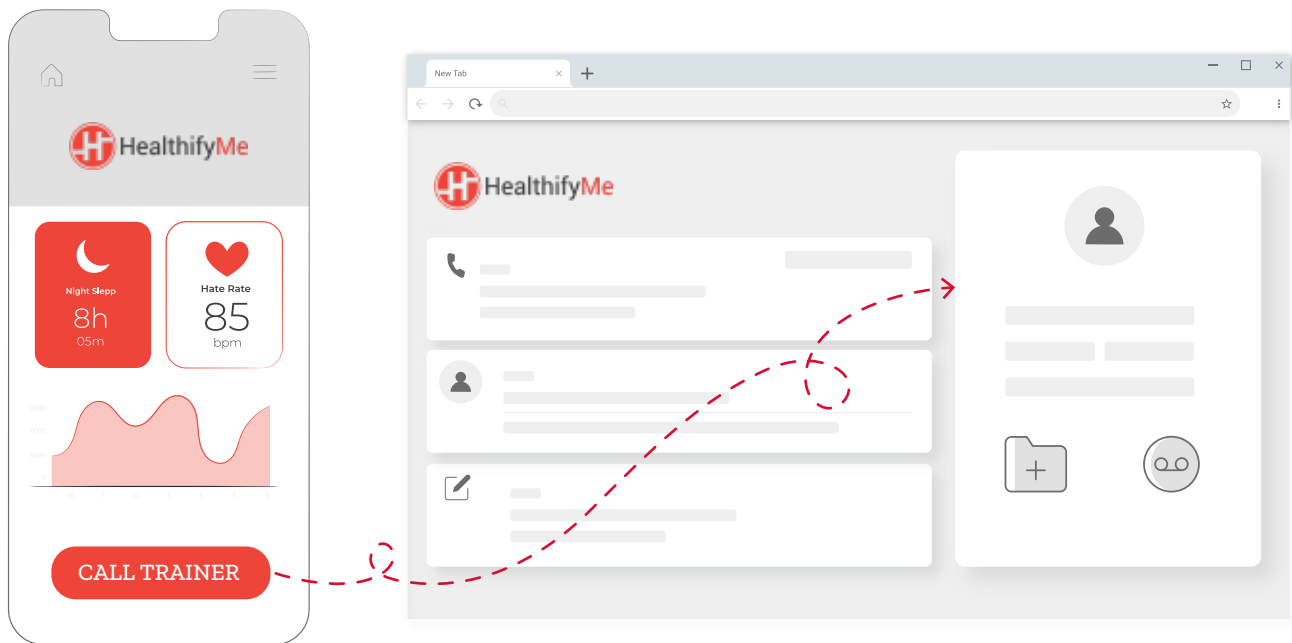 HealthifyMe
Night Slepp
8h
05m
Hate Rate
85
bpm
CALL TRAINER
New Tab
HealthifyMe